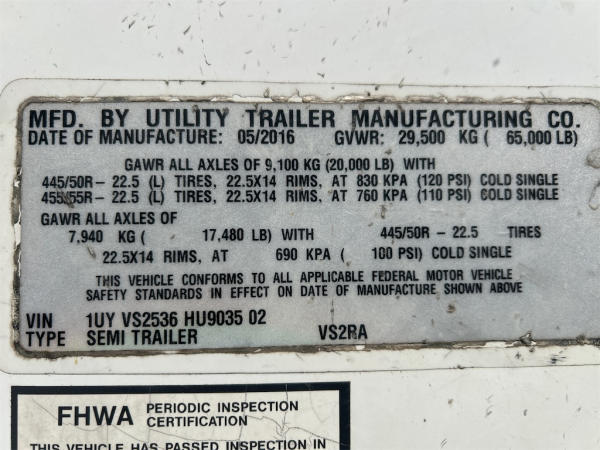 MFD. BY UTILITY TRAILER MANUFACTURING CO.
DATE OF MANUFACTURE: 05/2016 GVWR: 29,500 KG ( 65,000 LB)
GAWR ALL AXLES OF 9,100 KG (20,000 LB) WITH
445/50R- 22.5 (L) TIRES, 22.5X14 RIMS, AT 830 KPA (120 PSI) COLD SINGLE
455/55R- 22.5 (L) TIRES, 22.5X14 RIMS, AT 760 KPA (110 PSI) COLD SINGLE
GAWR ALL AXLES OF
7,940 KG ( 17,480 LB) WITH 445/50R - 22.5 TIRES
22.5X14 RIMS, AT 690 KPA ( 100 PSI) COLD SINGLE
THIS VEHICLE CONFORMS TO ALL APPLICABLE FEDERAL MOTOR VEHICLE
SAFETY STANDARDS IN EFFECT ON DATE OF MANUFACTURE SHOWN ABOVE
VIN 1UY VS2536 HU9035 02
TYPE SEMI TRAILER VS2RA
FHWA PERIODIC INSPECTION
CERTIFICATION
THIS VEHICLE HAS PASSED INSPECTION IN